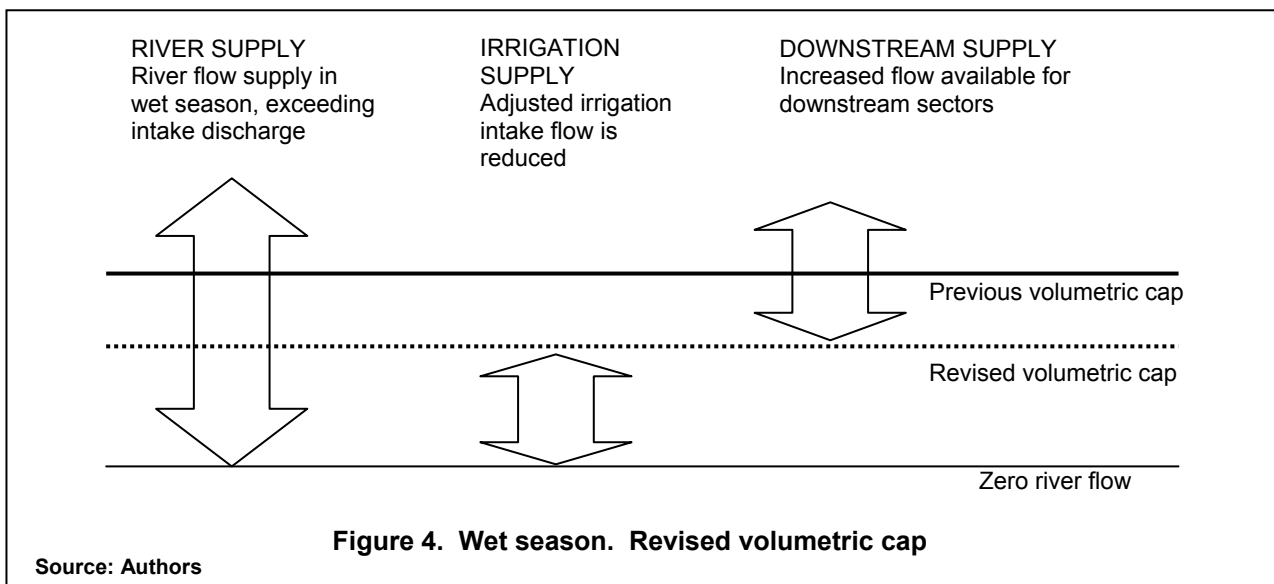 RIVER SUPPLY
River flow supply in
wet season, exceeding
intake discharge
IRRIGATION
SUPPLY
Adjusted irrigation
intake flow is
reduced
DOWNSTREAM SUPPLY
Increased flow available for
downstream sectors
Previous volumetric cap
Revised volumetric cap
Zero river flow
Figure 4. Wet season. Revised volumetric cap
Source: Authors